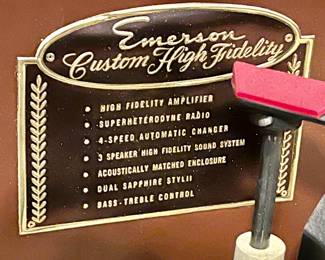 Emerson
Custom High Fidelity
• HIGH FIDELITY AMPLIFIER
• SUPERHETERODYNE RADIO
• 4-SPEED AUTOMATIC CHANGER
• 3 SPEAKER HIGH FIDELITY SOUND SYSTEM
• ACOUSTICALLY MATCHED ENCLOSURE
• DUAL SAPPHIRE STYLII
• BASS-TREBLE CONTROL